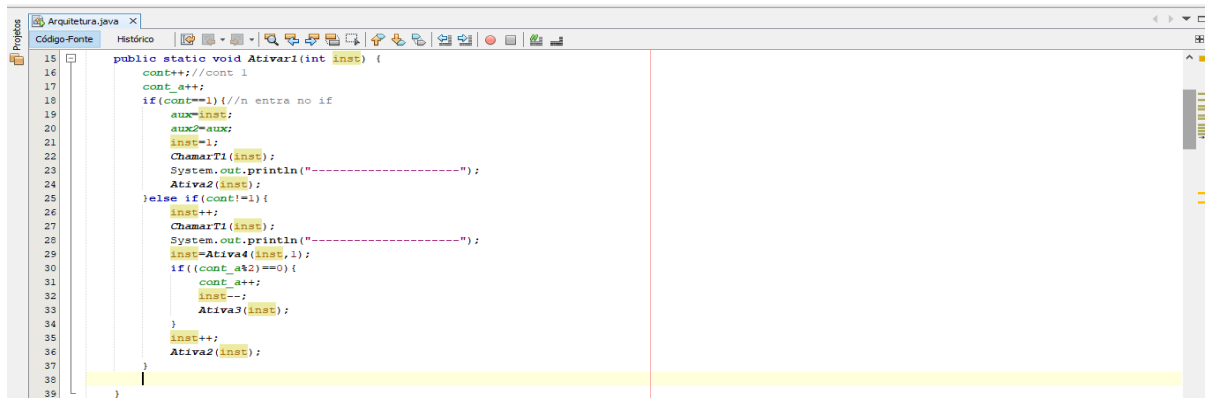 Projetos
Arquitetura.java
Código-Fonte Histórico
15 public static void Ativar1(int inst) {
16 cont++;//cont 1
17 cont_a++;
18 if(cont==1){//n entra no if
19 aux=inst;
20 aux2=aux;
21 inst=1;
22 ChamarT1(inst);
23 System.out.println("---------------------");
24 Ativa2(inst);
25 }else if(cont!=1){
26 inst++;
27 ChamarT1(inst);
28 System.out.println("---------------------");
29 inst=Ativa4(inst,1);
30 if((cont_a%2)==0){
31 cont_a++;
32 inst--;
33 Ativa3(inst);
34 }
35 inst++;
36 Ativa2(inst);
37 }
38
39 }